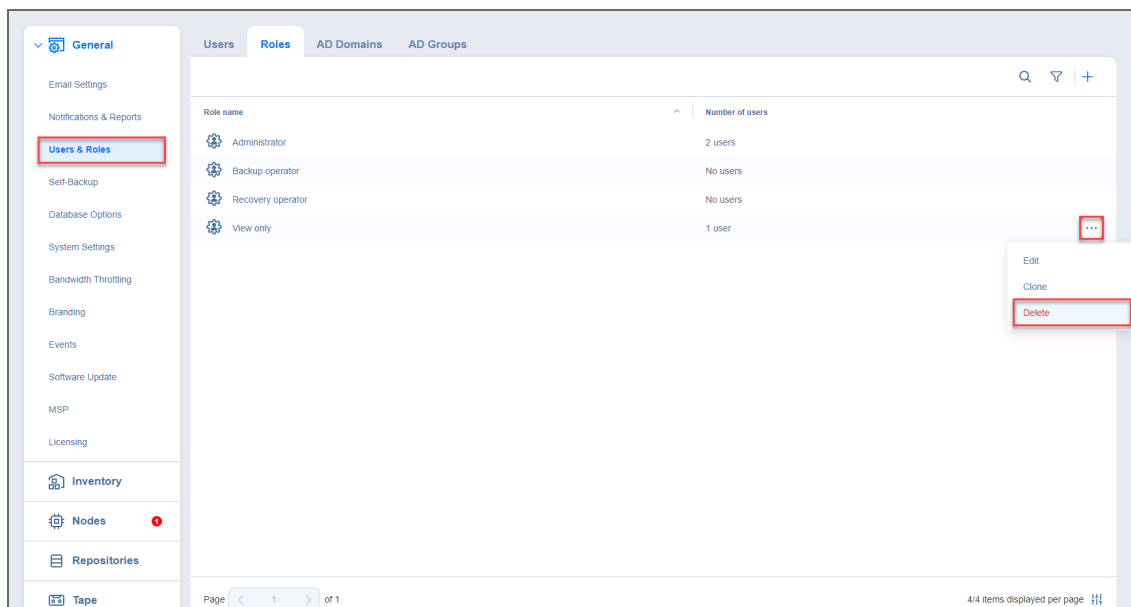 General
Email Settings
Notifications & Reports
Users & Roles
Self-Backup
Database Options
System Settings
Bandwidth Throttling
Branding
Events
Software Update
MSP
Licensing
Inventory
Nodes 1
Repositories
Tape
Users Roles AD Domains AD Groups
Role name Number of users
Administrator 2 users
Backup operator No users
Recovery operator No users
View only 1 user
Edit
Clone
Delete
Page 1 of 1 4/4 items displayed per page